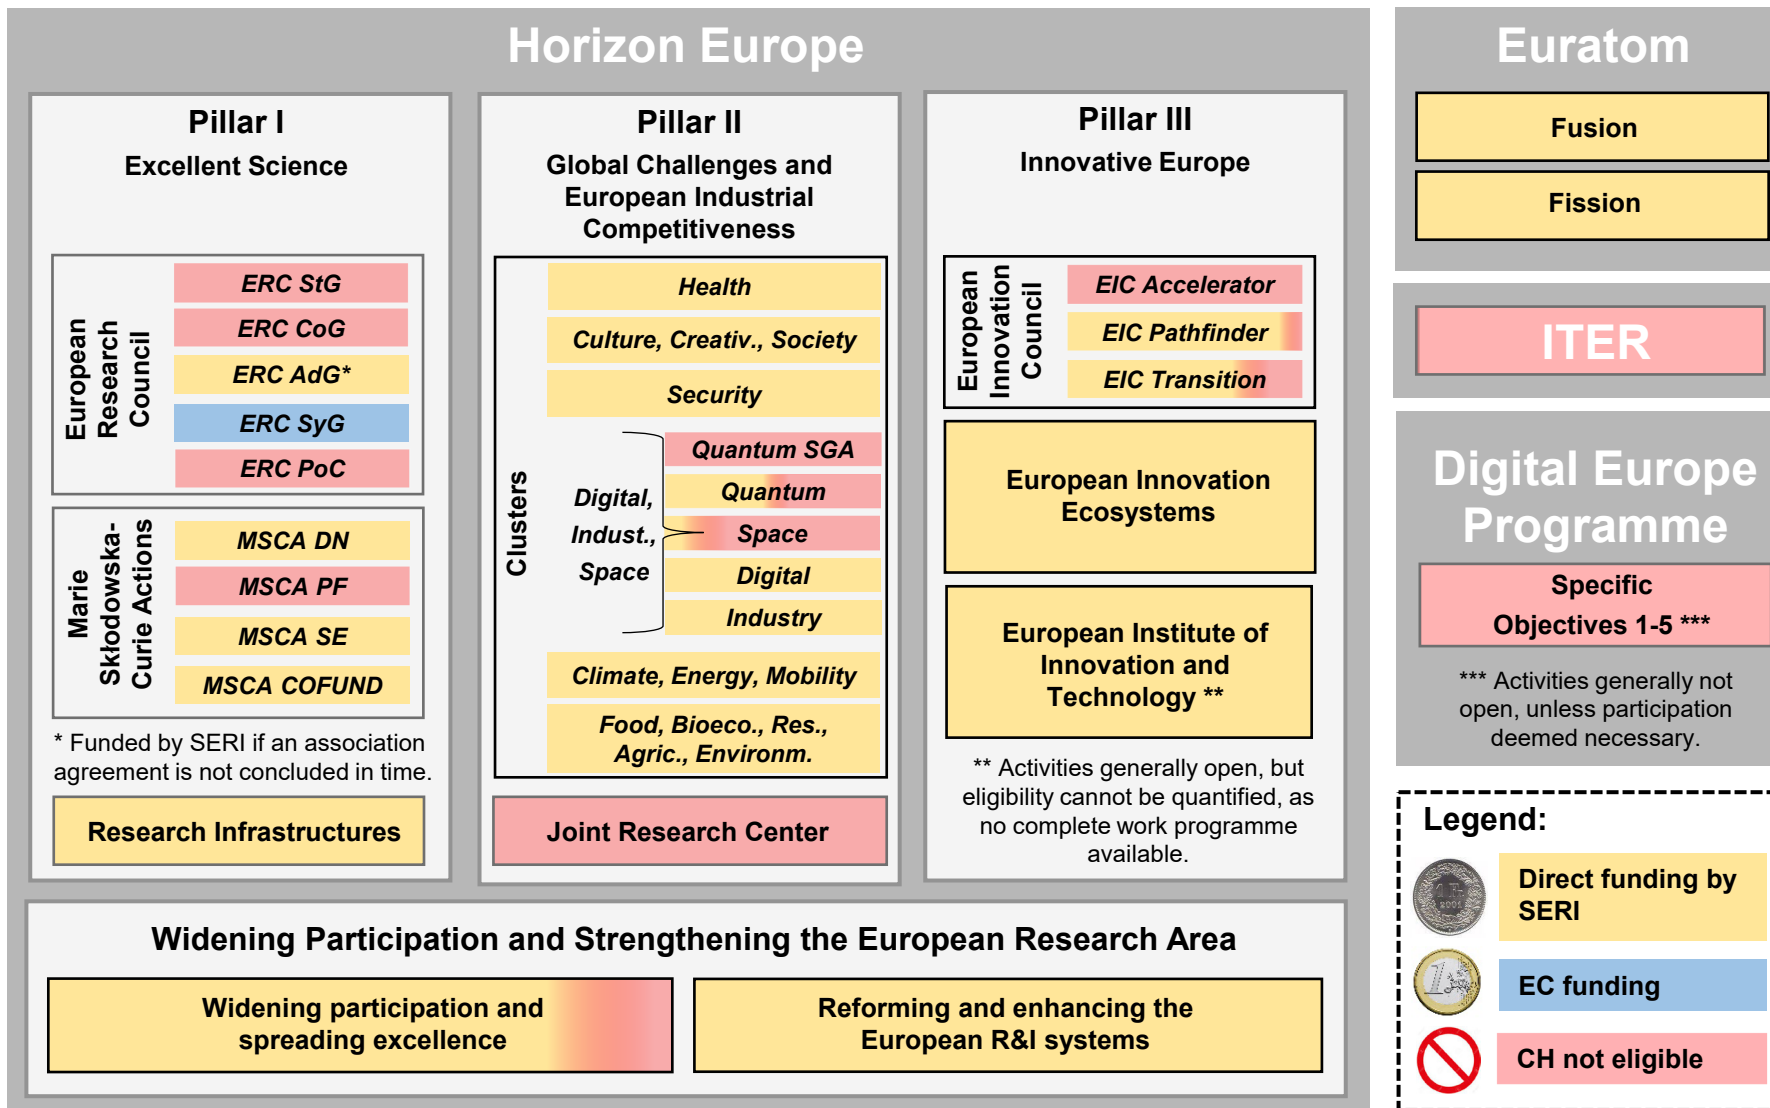 Horizon Europe
Pillar I
Excellent Science
European
Research
Council
ERC StG
ERC CoG
ERC AdG*
ERC SyG
ERC PoC
Marie
Skłodowska-
Curie Actions
MSCA DN
MSCA PF
MSCA SE
MSCA COFUND
* Funded by SERI if an association
agreement is not concluded in time.
Research Infrastructures
Pillar II
Global Challenges and
European Industrial
Competitiveness
Clusters
Health
Culture, Creativ., Society
Security
Digital,
Indust.,
Space
Quantum SGA
Quantum
Space
Digital
Industry
Climate, Energy, Mobility
Food, Bioeco., Res.,
Agric., Environm.
Joint Research Center
Pillar III
Innovative Europe
European
Innovation
Council
EIC Accelerator
EIC Pathfinder
EIC Transition
European Innovation
Ecosystems
European Institute of
Innovation and
Technology **
** Activities generally open, but
eligibility cannot be quantified, as
no complete work programme
available.
Widening Participation and Strengthening the European Research Area
Widening participation and
spreading excellence
Reforming and enhancing the
European R&I systems
Euratom
Fusion
Fission
ITER
Digital Europe
Programme
Specific
Objectives 1-5 ***
*** Activities generally not
open, unless participation
deemed necessary.
Legend:
1 Fr.
2001
Direct funding by
SERI
1
EC funding
CH not eligible